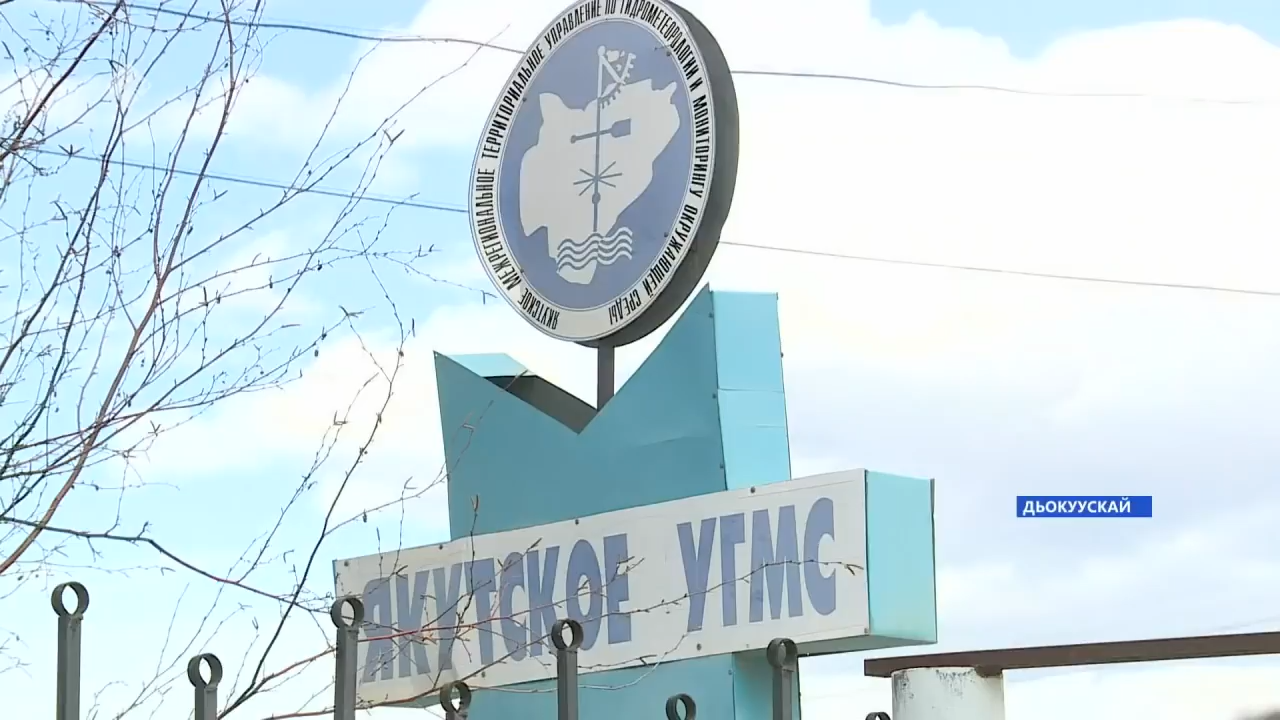 ЯКУТСКОЕ МЕЖРЕГИОНАЛЬНОЕ ТЕРРИТОРИАЛЬНОЕ УПРАВЛЕНИЕ ПО ГИДРОМЕТЕОРОЛОГИИ И МОНИТОРИНГУ ОКРУЖАЮЩЕЙ СРЕДЫ
ДЬОКУУСКАЙ
ЯКУТСКОЕ УГМС